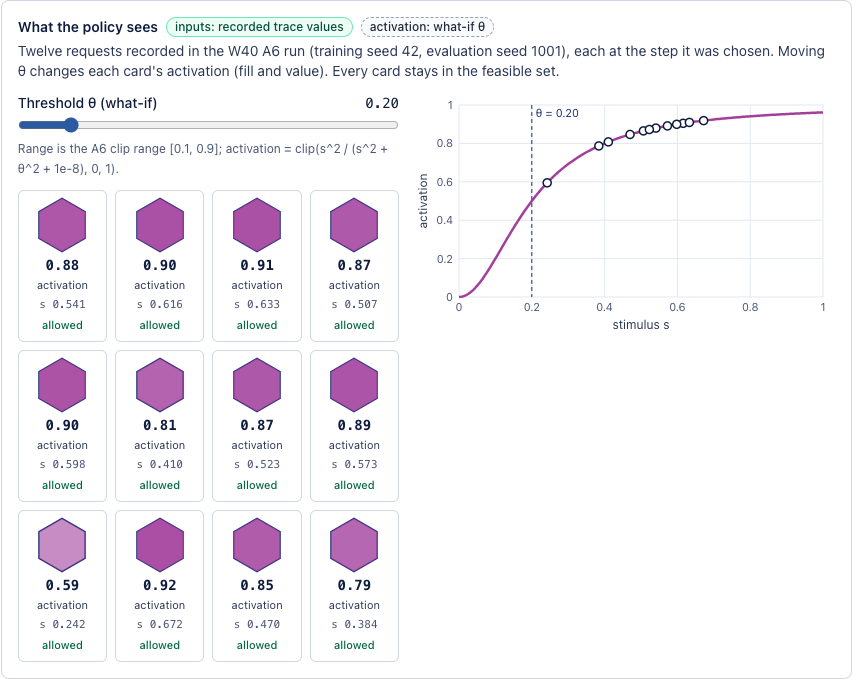 What the policy sees inputs: recorded trace values activation: what-if θ
Twelve requests recorded in the W40 A6 run (training seed 42, evaluation seed 1001), each at the step it was chosen. Moving
θ changes each card's activation (fill and value). Every card stays in the feasible set.
Threshold θ (what-if) 0.20
Range is the A6 clip range [0.1, 0.9]; activation = clip(s^2 / (s^2 +
θ^2 + 1e-8), 0, 1).
0.88 0.90 0.91 0.87
activation activation activation activation
s 0.541 s 0.616 s 0.633 s 0.507
allowed allowed allowed allowed
0.90 0.81 0.87 0.89
activation activation activation activation
s 0.598 s 0.410 s 0.523 s 0.573
allowed allowed allowed allowed
0.59 0.92 0.85 0.79
activation activation activation activation
s 0.242 s 0.672 s 0.470 s 0.384
allowed allowed allowed allowed
θ = 0.20
1
0.8
0.6
0.4
0.2
0
activation
0 0.2 0.4 0.6 0.8 1
stimulus s